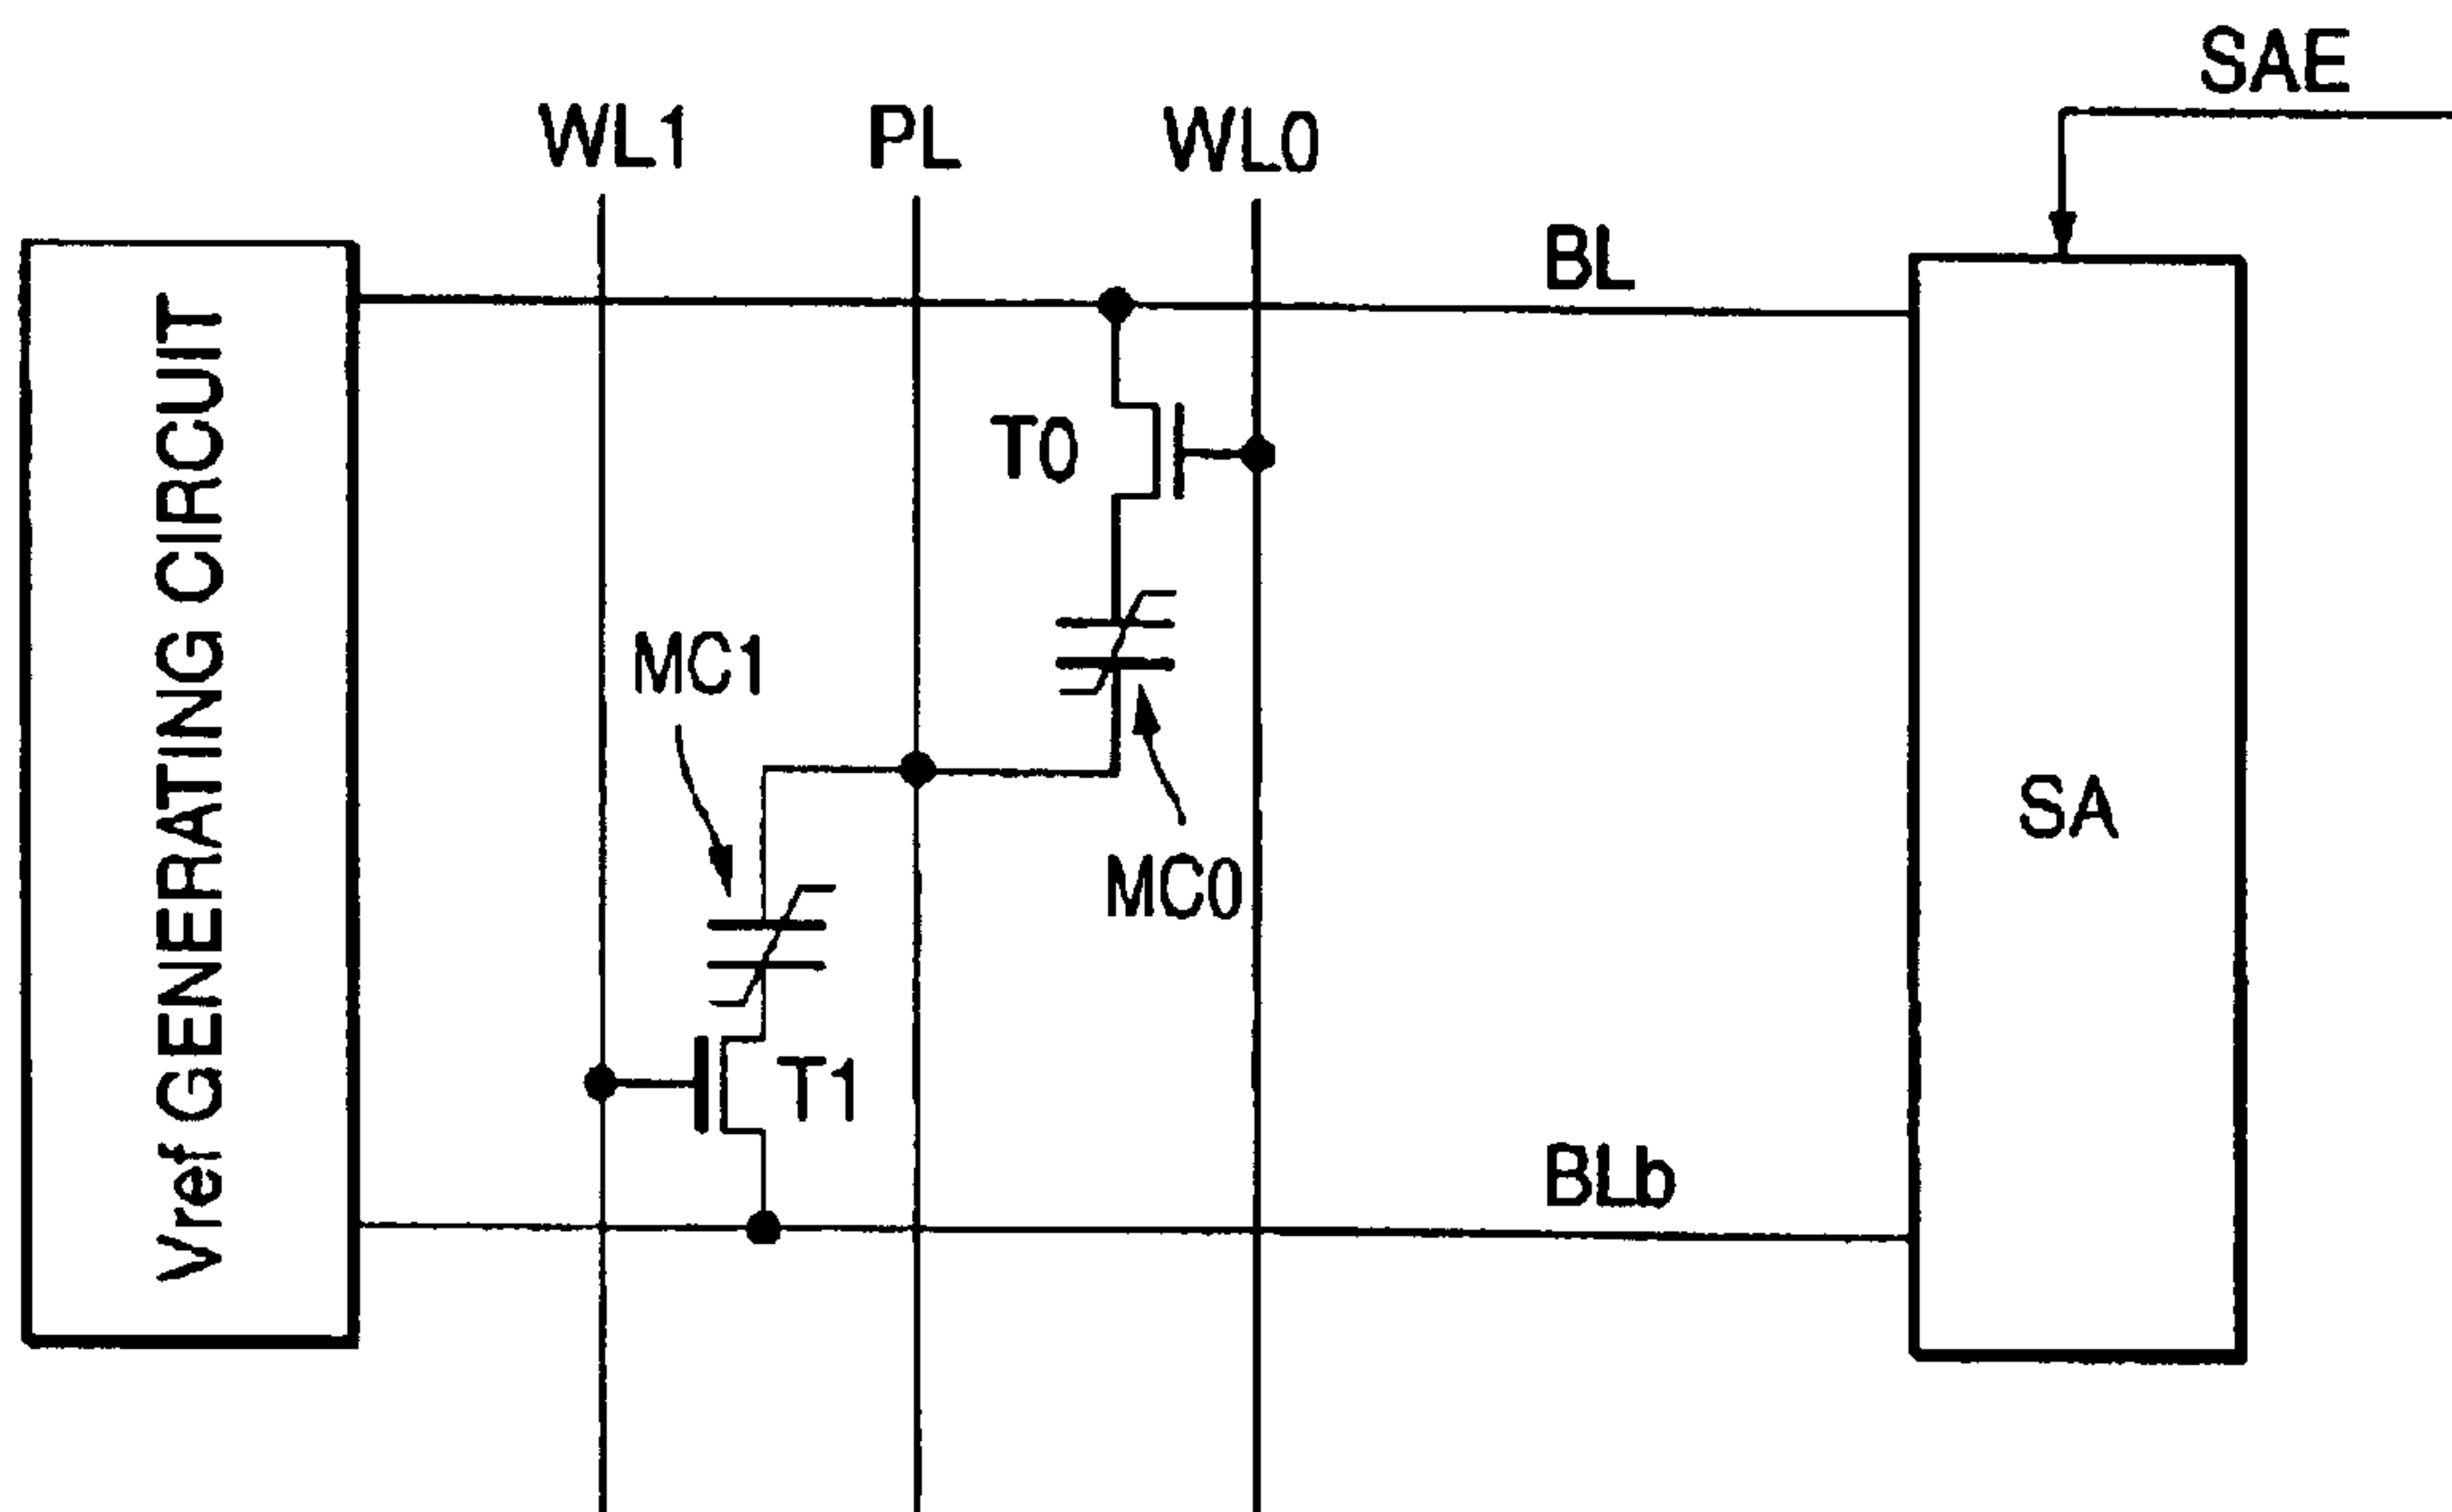 SAE
WL1
PL
WL0
BL
Vref GENERATING CIRCUIT
T0
MC1
SA
MC0
T1
BLb